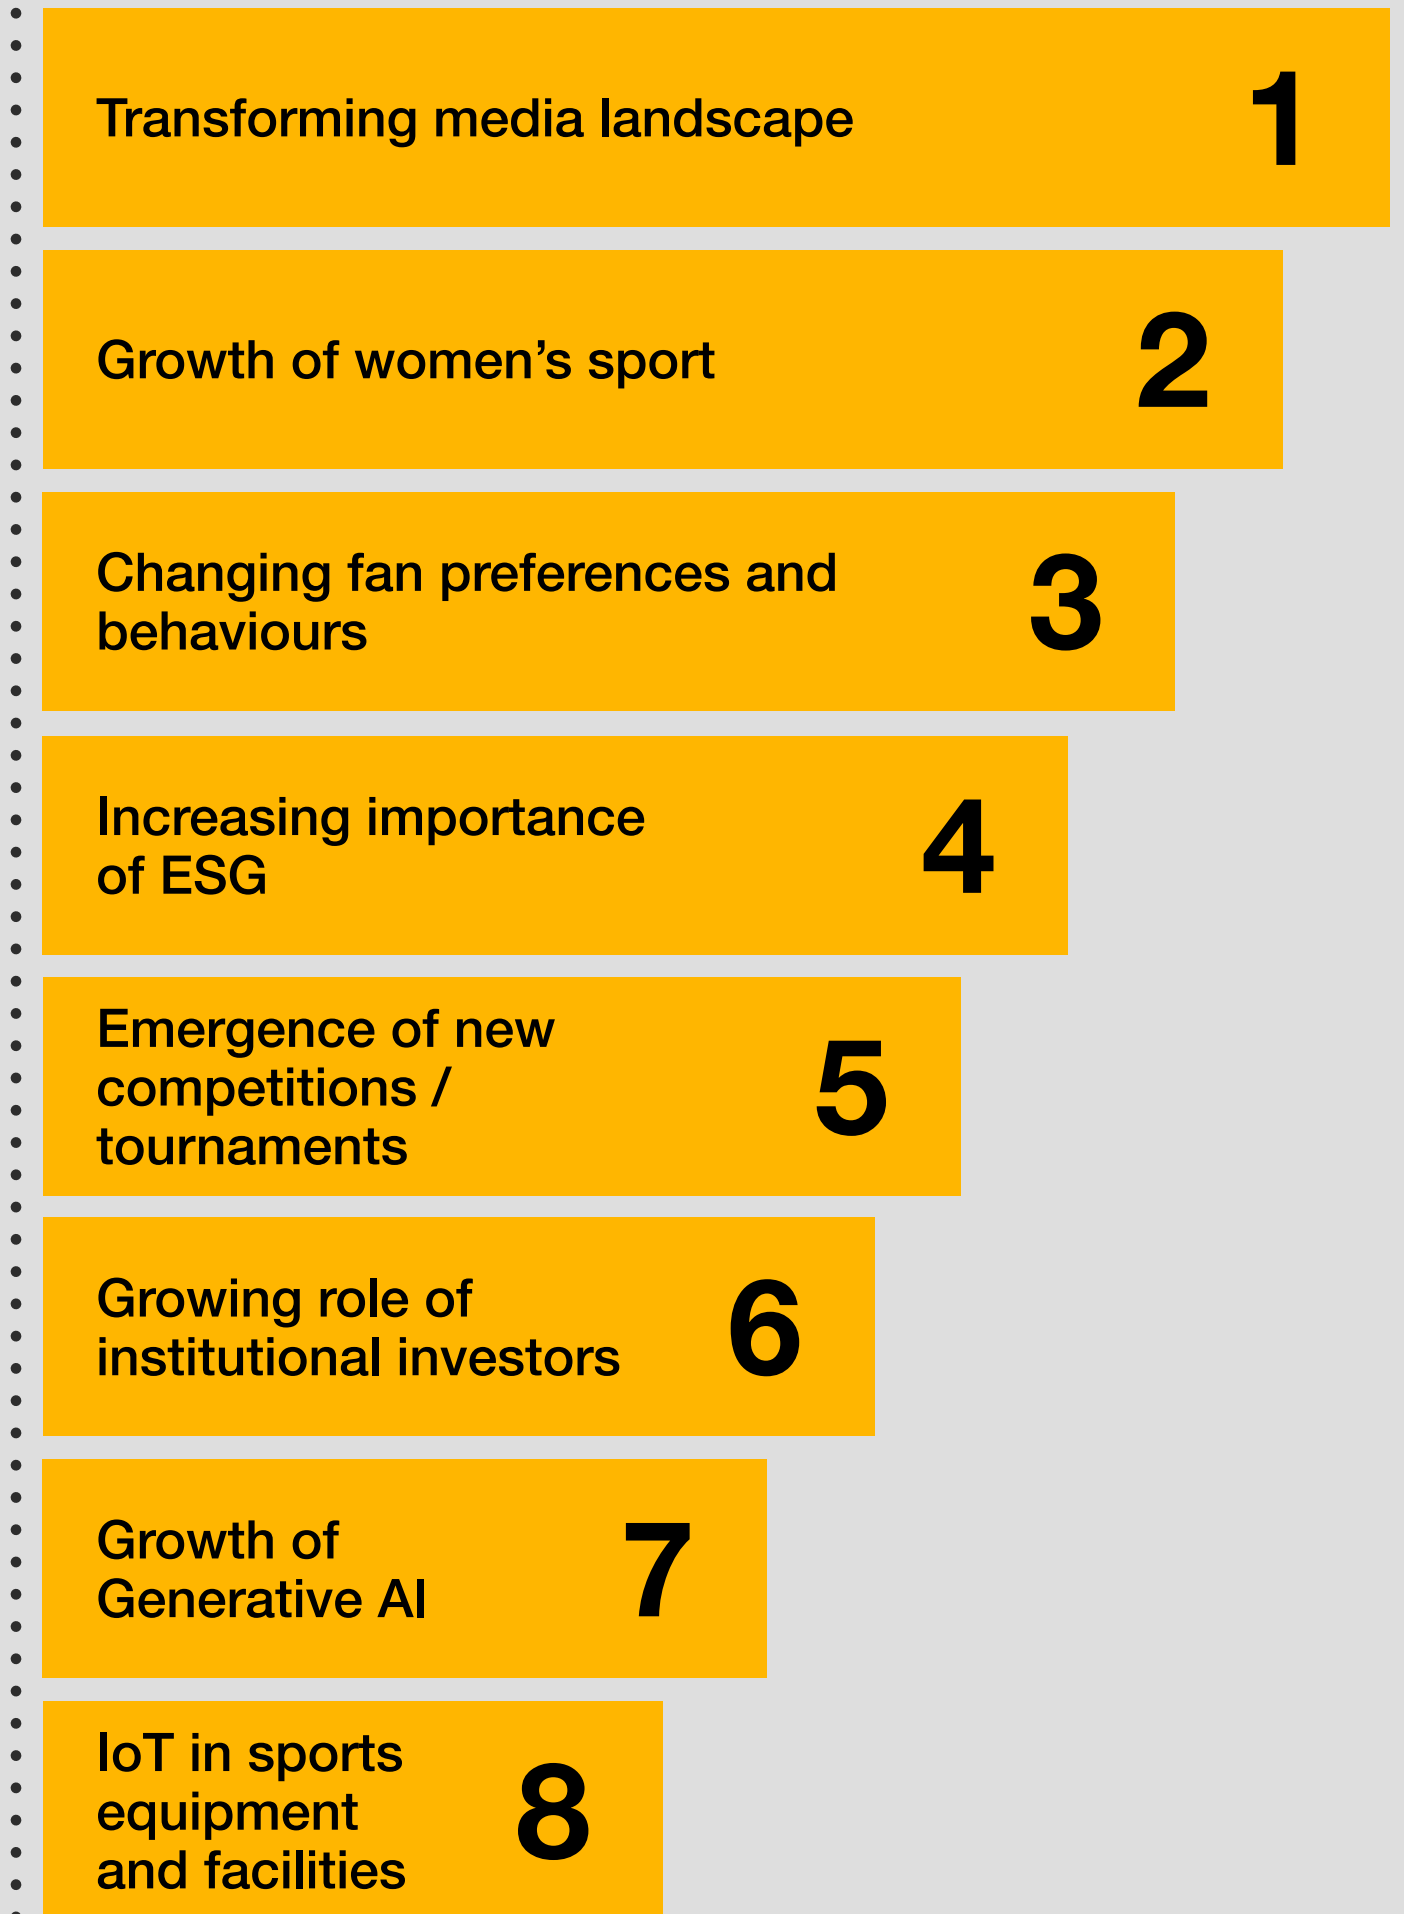 Transforming media landscape 1
Growth of women’s sport 2
Changing fan preferences and
behaviours
3
Increasing importance
of ESG
4
Emergence of new
competitions /
tournaments
5
Growing role of
institutional investors
6
Growth of
Generative AI
7
IoT in sports
equipment
and facilities
8